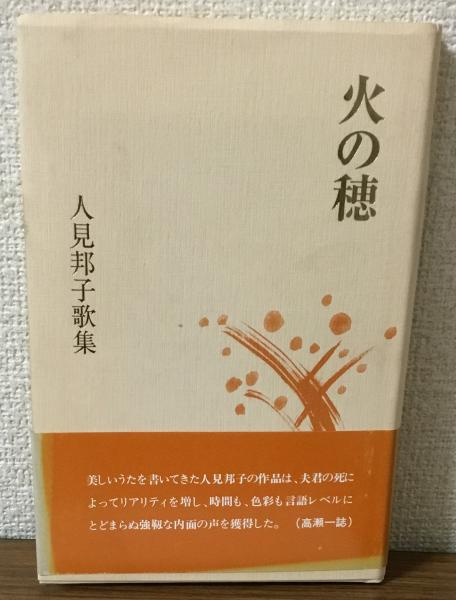 火の穂
人見邦子歌集
美しいうたを書いてきた人見邦子の作品は、夫君の死に
よってリアリティを増し、時間も、色彩も言語レベルに
とどまらぬ強靱な内面の声を獲得した。 (高瀬一誌)